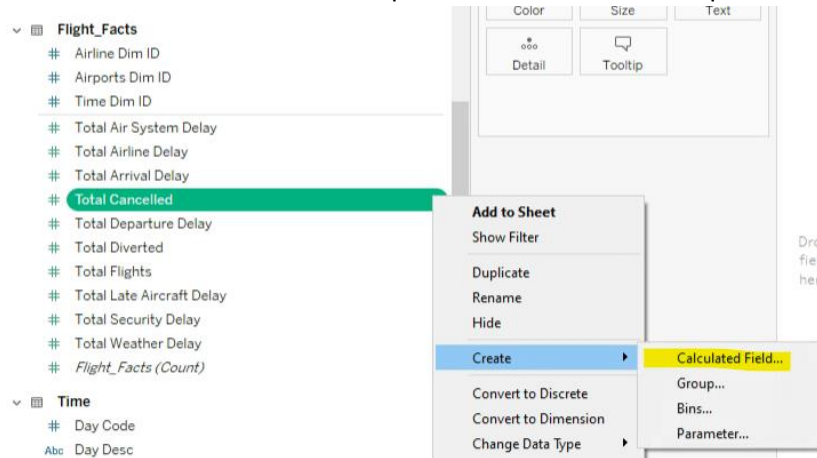 Flight_Facts
# Airline Dim ID
# Airports Dim ID
# Time Dim ID
# Total Air System Delay
# Total Airline Delay
# Total Arrival Delay
# Total Cancelled
# Total Departure Delay
# Total Diverted
# Total Flights
# Total Late Aircraft Delay
# Total Security Delay
# Total Weather Delay
# Flight_Facts (Count)
Time
# Day Code
Abc Day Desc
Color Size Text
Detail Tooltip
Add to Sheet
Show Filter
Duplicate
Rename
Hide
Create
Convert to Discrete
Convert to Dimension
Change Data Type
Calculated Field...
Group...
Bins...
Parameter...